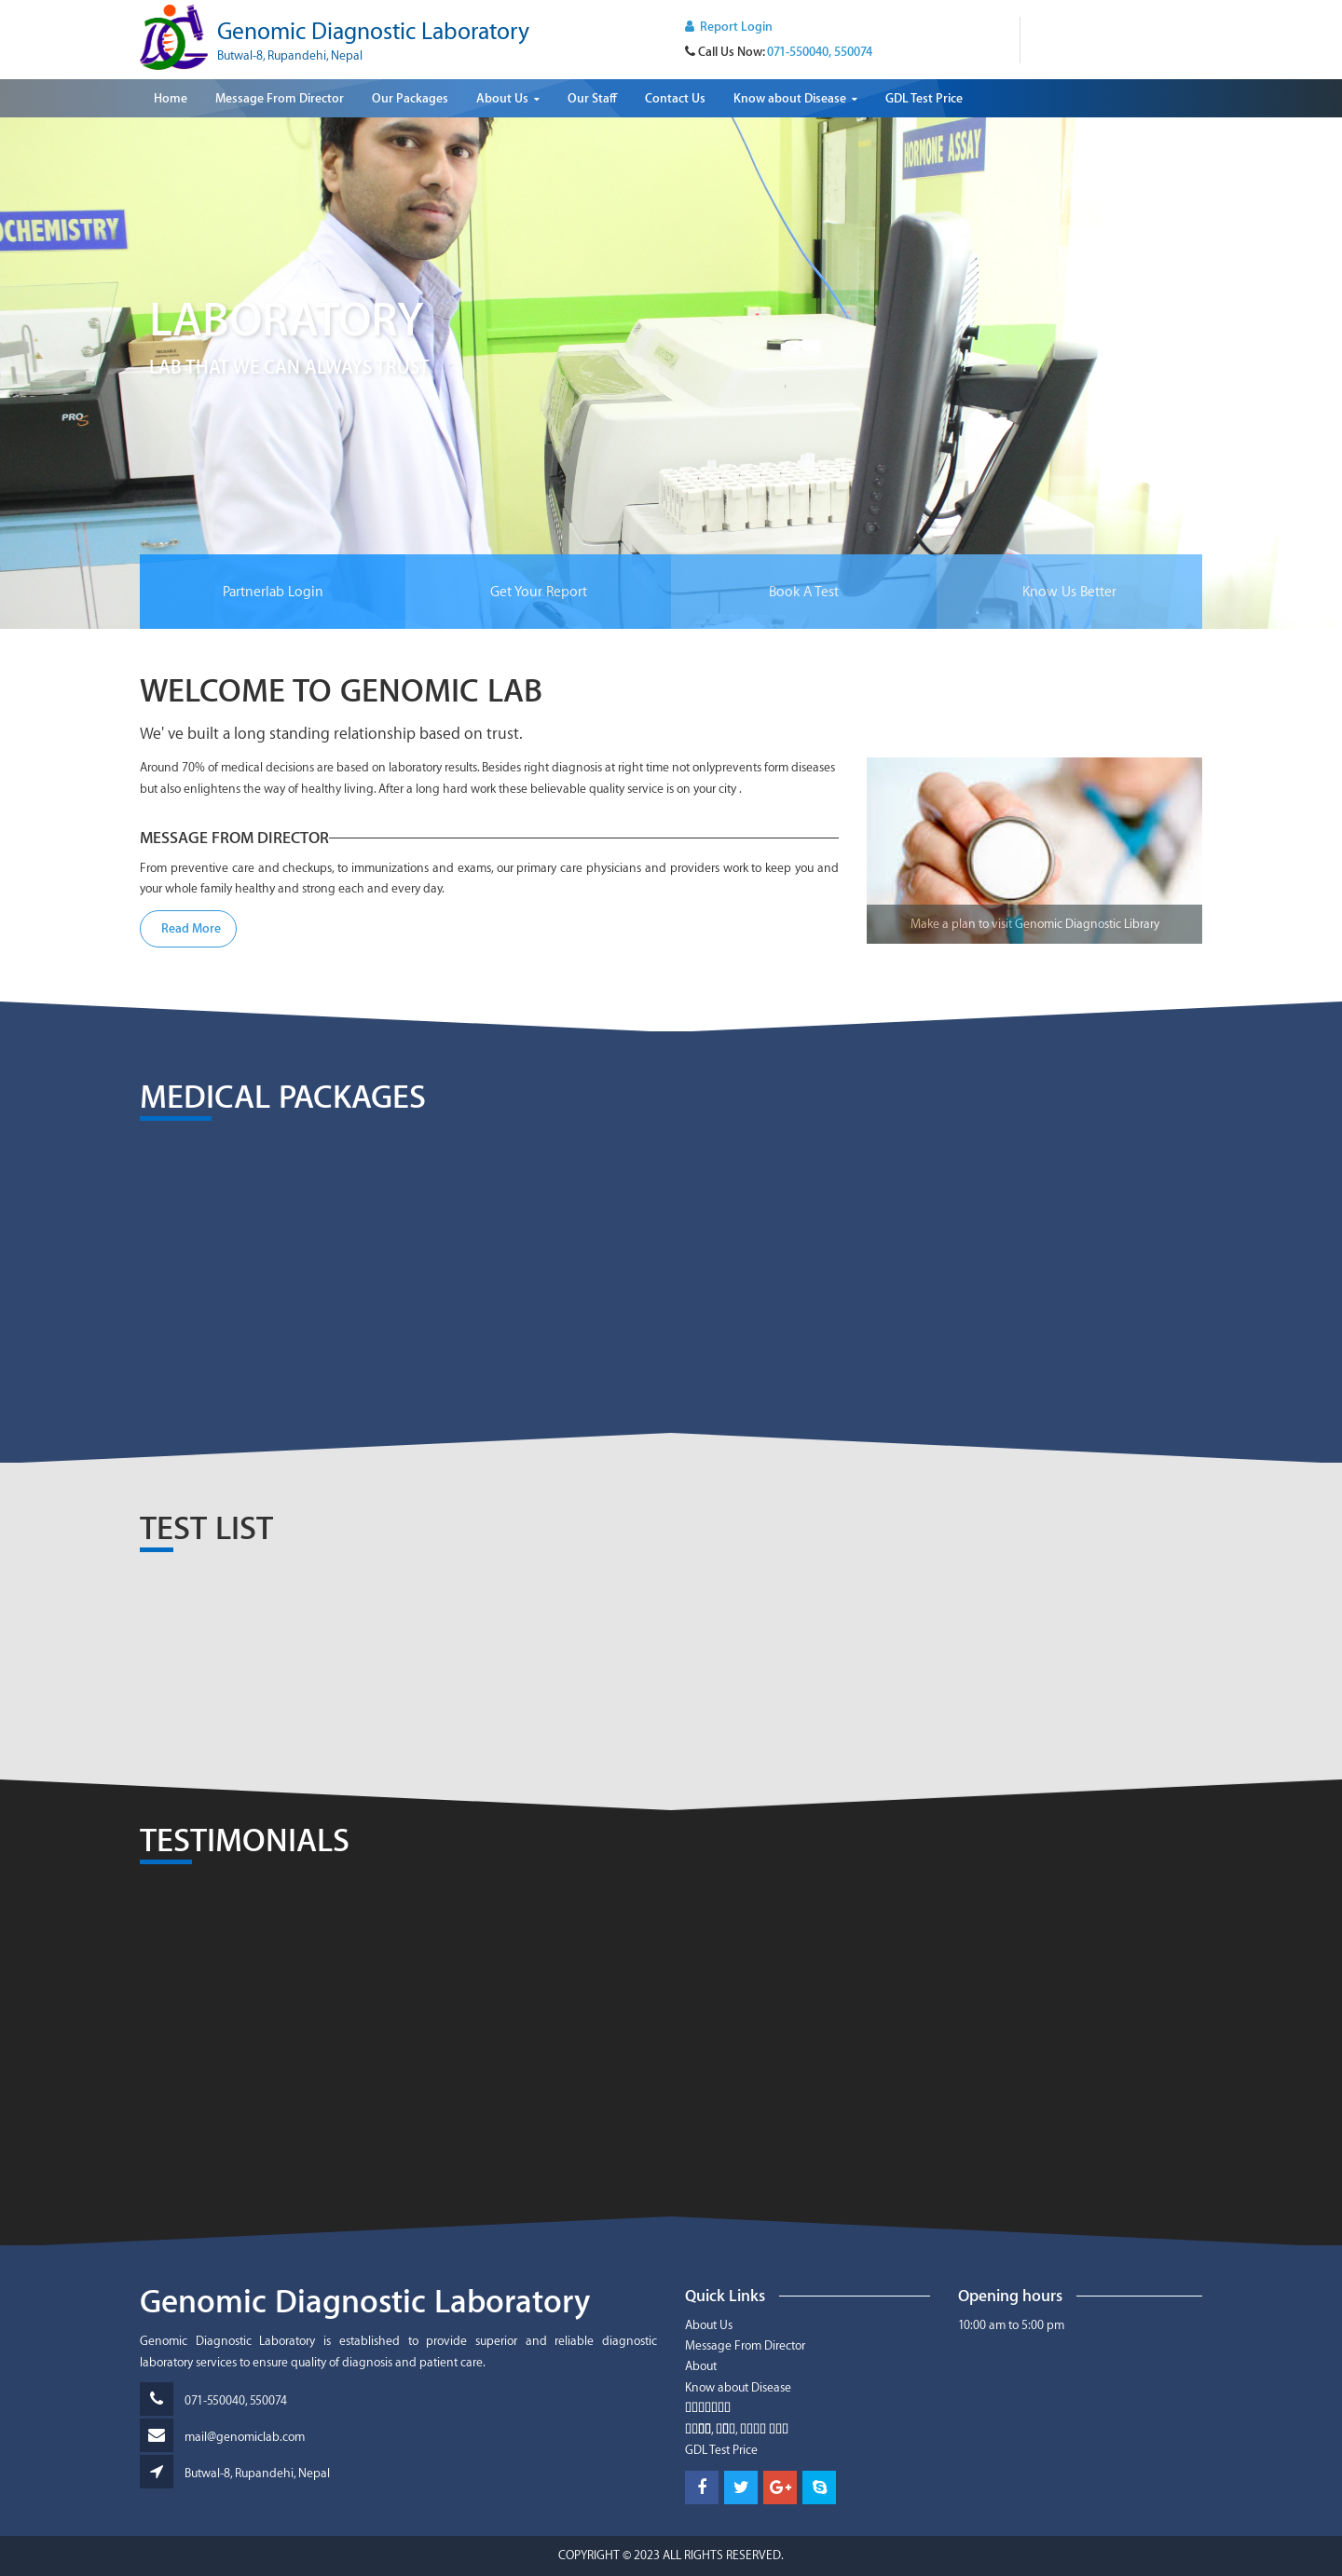 Genomic Diagnostic Laboratory
Butwal-8, Rupandehi, Nepal
Report Login
Call Us Now: 071-550040, 550074
Home Message From Director Our Packages About Us Our Staff Contact Us Know about Disease GDL Test Price
HORMONE ASSAY
OCHEMISTRY
LABORATORY
LAB THAT WE CAN ALWAYS TRUST
PRO S
Partnerlab Login Get Your Report Book A Test Know Us Better
WELCOME TO GENOMIC LAB
We' ve built a long standing relationship based on trust.
Around 70% of medical decisions are based on laboratory results. Besides right diagnosis at right time not onlyprevents form diseases
but also enlightens the way of healthy living. After a long hard work these believable quality service is on your city .
MESSAGE FROM DIRECTOR
From preventive care and checkups, to immunizations and exams, our primary care physicians and providers work to keep you and
your whole family healthy and strong each and every day.
Read More
Make a plan to visit Genomic Diagnostic Library
MEDICAL PACKAGES
TEST LIST
TESTIMONIALS
Genomic Diagnostic Laboratory
Genomic Diagnostic Laboratory is established to provide superior and reliable diagnostic
laboratory services to ensure quality of diagnosis and patient care.
071-550040, 550074
mail@genomiclab.com
Butwal-8, Rupandehi, Nepal
Quick Links
About Us
Message From Director
About
Know about Disease
GDL Test Price
Opening hours
10:00 am to 5:00 pm
COPYRIGHT © 2023 ALL RIGHTS RESERVED.